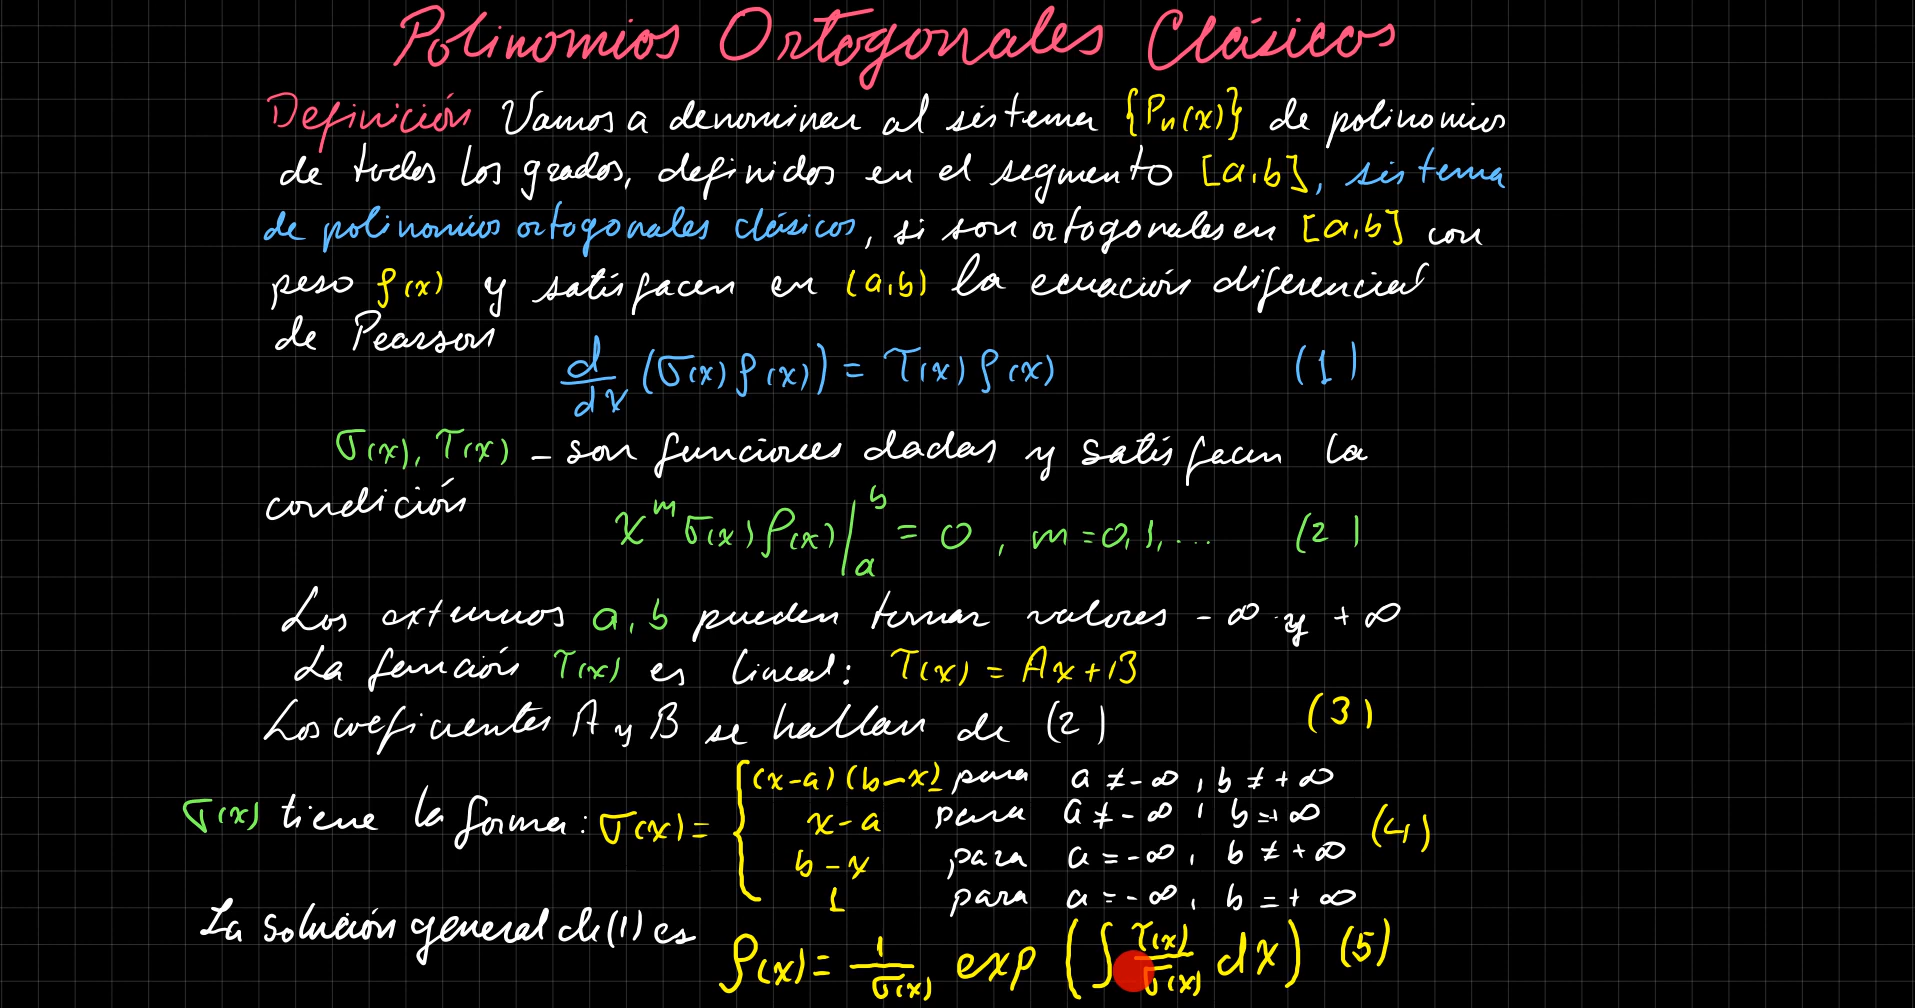 Polinomios Ortogonales Clásicos
Definición Vamos a denominar al sistema {Pn(x)} de polinomios
de todos los grados, definidos en el segmento [a,b], sistema
de polinomios ortogonales clásicos, si son ortogonales en [a,b] con
peso ρ(x) y satisfacen en (a,b) la ecuación diferencial
de Pearson
d/dx (σ(x)ρ(x)) = τ(x)ρ(x) (1)
σ(x), τ(x) - son funciones dadas y satisfacen la
condición
x^m σ(x)ρ(x)|_a^b = 0, m=0,1,... (2)
Los extremos a, b pueden tomar valores -∞ y +∞
La función τ(x) es lineal: τ(x) = Ax+B
Los coeficientes A y B se hallan de (2) (3)
σ(x) tiene la forma: σ(x) = { (x-a)(b-x) para a≠-∞, b≠+∞
x-a para a≠-∞, b=+∞ (4)
b-x para a=-∞, b≠+∞
1 para a=-∞, b=+∞
La solución general de (1) es
ρ(x) = 1/σ(x) exp(∫ τ(x)/σ(x) dx) (5)